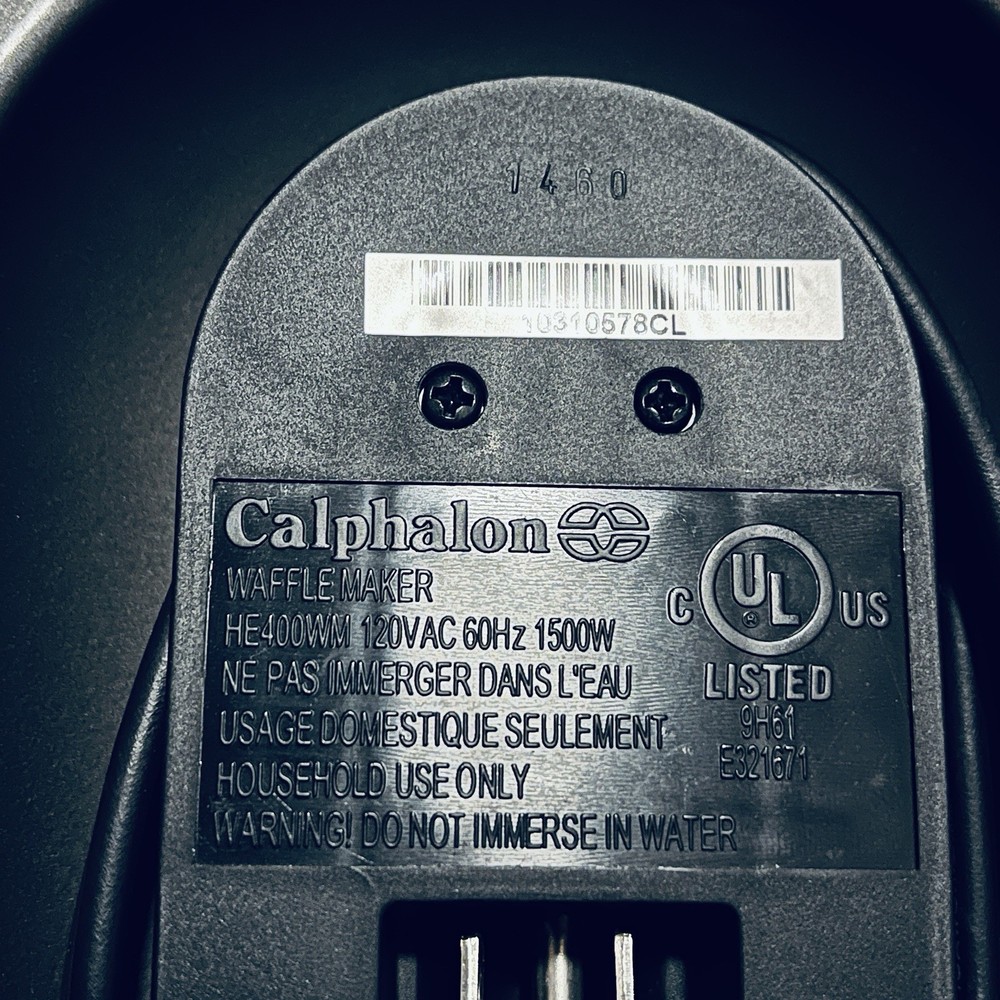 1460
10310578CL
Calphalon
WAFFLE MAKER
HE400WM 120VAC 60Hz 1500W
NE PAS IMMERGER DANS L'EAU
USAGE DOMESTIQUE SEULEMENT
HOUSEHOLD USE ONLY
WARNING! DO NOT IMMERSE IN WATER
C UL ® US
LISTED
9H61
E321671